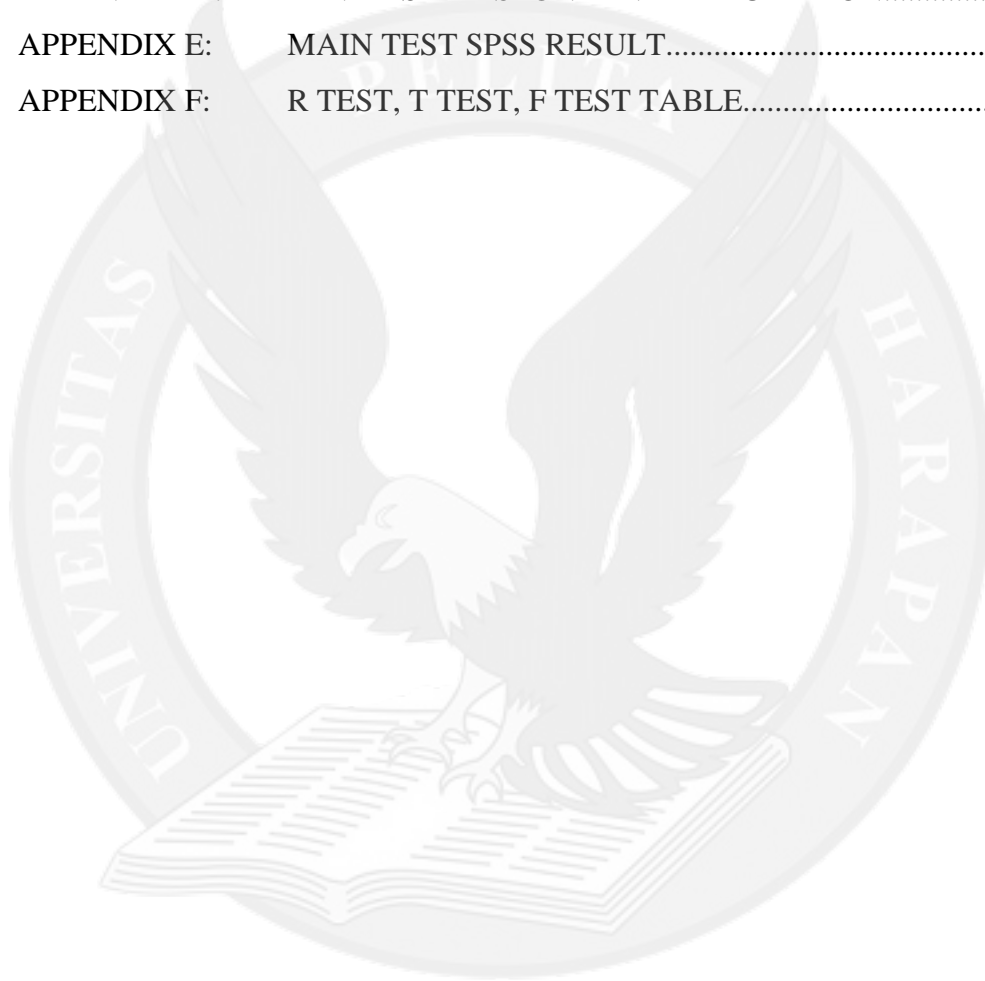 APPENDIX E: MAIN TEST SPSS RESULT......................................
APPENDIX F: R TEST, T TEST, F TEST TABLE..............................
UNIVERSITAS PELITA HARAPAN